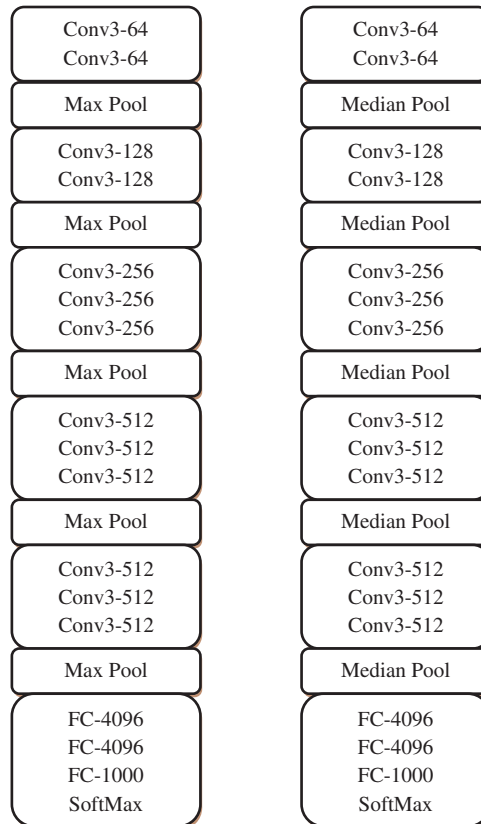 Conv3-64
Conv3-64
Max Pool
Conv3-128
Conv3-128
Max Pool
Conv3-256
Conv3-256
Conv3-256
Max Pool
Conv3-512
Conv3-512
Conv3-512
Max Pool
Conv3-512
Conv3-512
Conv3-512
Max Pool
FC-4096
FC-4096
FC-1000
SoftMax
Conv3-64
Conv3-64
Median Pool
Conv3-128
Conv3-128
Median Pool
Conv3-256
Conv3-256
Conv3-256
Median Pool
Conv3-512
Conv3-512
Conv3-512
Median Pool
Conv3-512
Conv3-512
Conv3-512
Median Pool
FC-4096
FC-4096
FC-1000
SoftMax